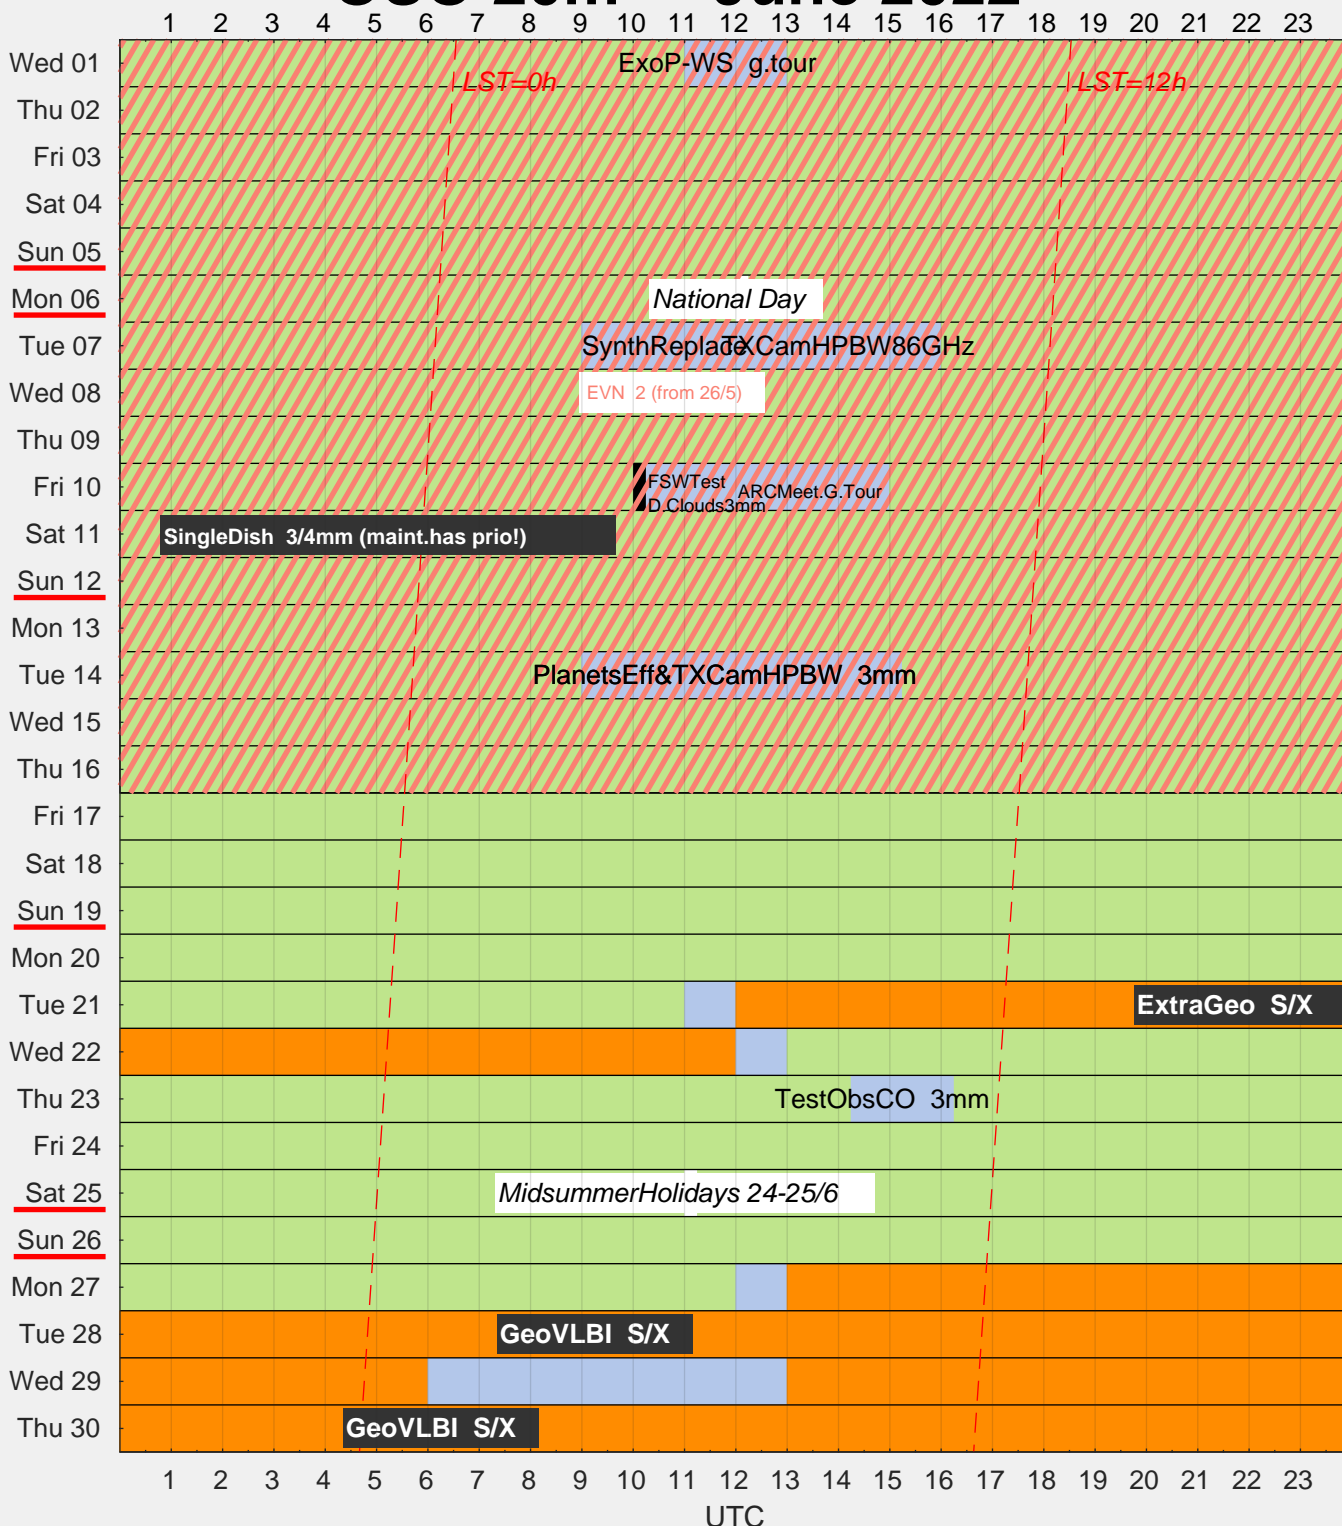 1 2 3 4 5 6 7 8 9 10 11 12 13 14 15 16 17 18 19 20 21 22 23
Wed 01 ExoP-WS g.tour
LST=0h LST=12h
Thu 02
Fri 03
Sat 04
Sun 05
Mon 06 National Day
Tue 07 SynthReplace TXCamHPBW86GHz
Wed 08 EVN 2 (from 26/5)
Thu 09
Fri 10 FSWTest ARCMeet.G.Tour
D.Clouds3mm
Sat 11 SingleDish 3/4mm (maint.has prio!)
Sun 12
Mon 13
Tue 14 PlanetsEff&TXCamHPBW 3mm
Wed 15
Thu 16
Fri 17
Sat 18
Sun 19
Mon 20
Tue 21 ExtraGeo S/X
Wed 22
Thu 23 TestObsCO 3mm
Fri 24
Sat 25 MidsummerHolidays 24-25/6
Sun 26
Mon 27
Tue 28 GeoVLBI S/X
Wed 29
Thu 30 GeoVLBI S/X
1 2 3 4 5 6 7 8 9 10 11 12 13 14 15 16 17 18 19 20 21 22 23
UTC